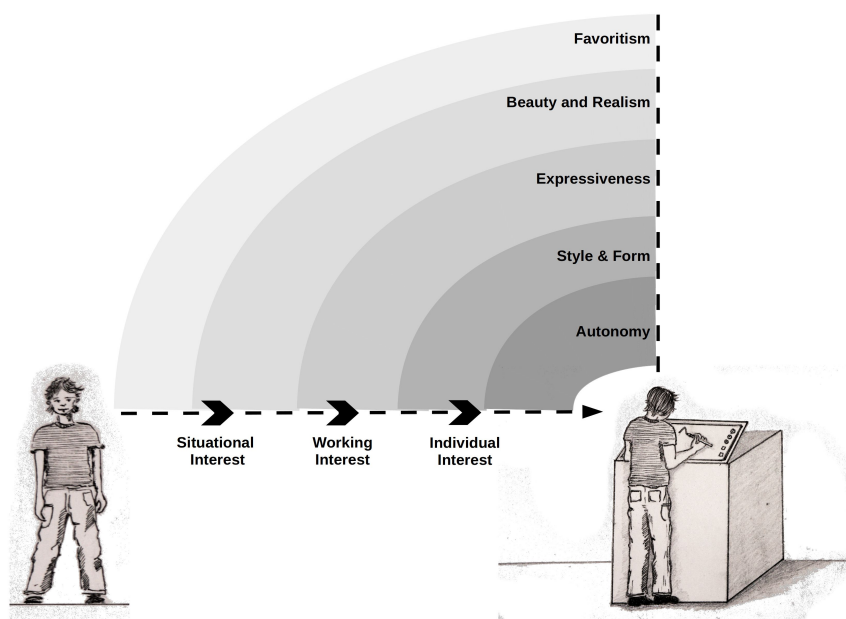 Favoritism
Beauty and Realism
Expressiveness
Style & Form
Autonomy
Situational
Interest
Working
Interest
Individual
Interest